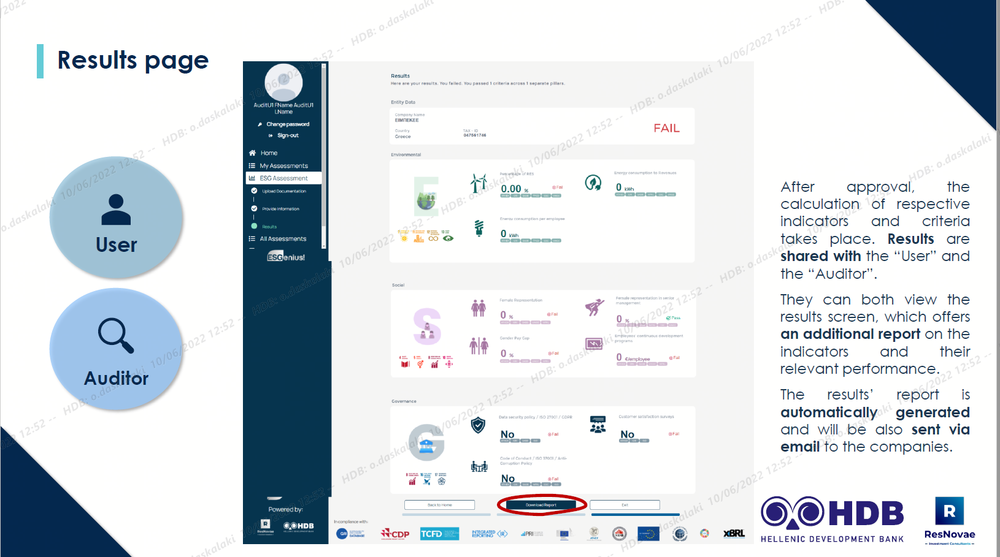 Results page
User
Auditor
AuditU1 FName AuditU1
LName
Change password
Sign-out
Home
My Assessments
ESG Assessment
Upload Documentation
Provide Information
Results
All Assessments
ESGenius!
Powered by:
ResNovae
HDB
Results
Here are your results. You failed. You passed 1 criteria across 1 separate pillars.
Entity Data
Company Name
ΕΙΜΠΕΚΕΕ
Country
Greece
TAX - ID
047561746
FAIL
Environmental
E
Percentage of RES
0.00 %
Fail
Energy consumption to Revenues
0 kWh
Energy consumption per employee
0 kWh
Social
S
Female Representation
0 %
Fail
Female representation in senior
management
0 %
Pass
Gender Pay Gap
0 %
Fail
Employees' continuous development
programs
0 €/employee
Fail
Governance
G
Data security policy / ISO 27001 / GDPR
No
Fail
Customer satisfaction surveys
No
Fail
Code of Conduct / ISO 37001 / Anti-
Corruption Policy
No
Fail
Back to Home
Download Report
Exit
In compliance with:
GRI
DATABASE
CDP
TCFD
INTEGRATED
REPORTING <IR>
PRI
SASB
XBRL
After approval, the
calculation of respective
indicators and criteria
takes place. Results are
shared with the “User” and
the “Auditor”.
They can both view the
results screen, which offers
an additional report on the
indicators and their
relevant performance.
The results’ report is
automatically generated
and will be also sent via
email to the companies.
HDB
HELLENIC DEVELOPMENT BANK
R
ResNovae
Investment Consultants
HDB: o.daskalaki 10/06/2022 12:52 --